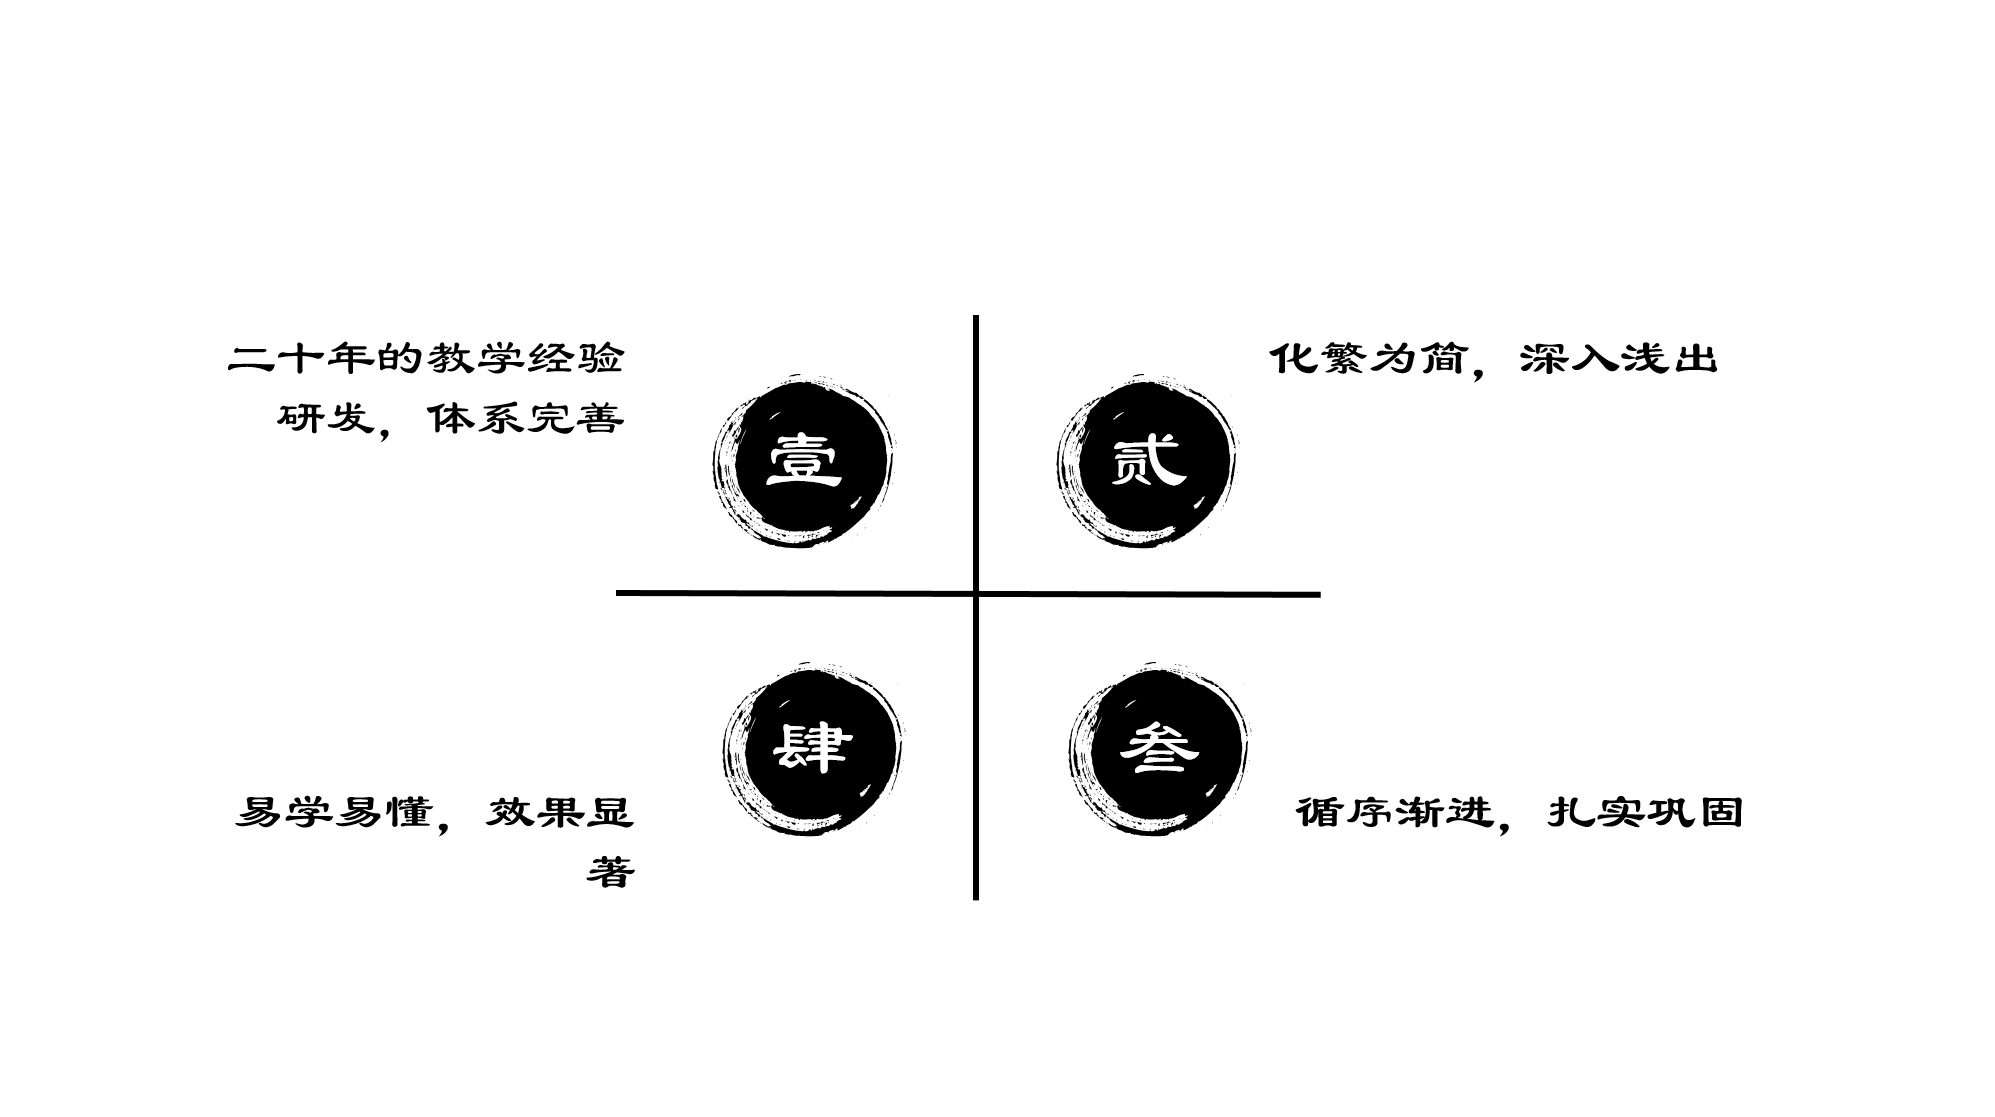 二十年的教学经验
研发，体系完善
壹
贰
化繁为简，深入浅出
易学易懂，效果显
著
肆
叁
循序渐进，扎实巩固